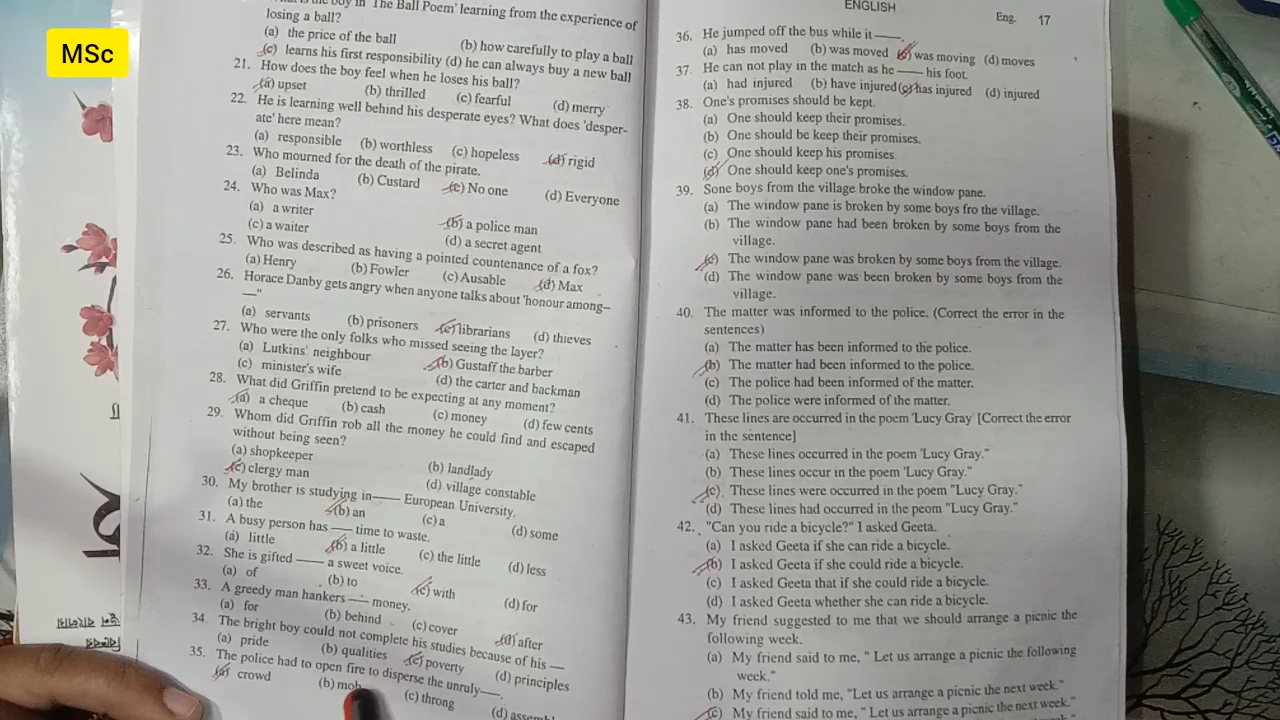 MSc
the boy in 'The Ball Poem' learning from the experience of
losing a ball?
(a) the price of the ball (b) how carefully to play a ball
(c) learns his first responsibility (d) he can always buy a new ball
21. How does the boy feel when he loses his ball?
(a) upset (b) thrilled (c) fearful (d) merry
22. He is learning well behind his desperate eyes? What does 'desper-
ate' here mean?
(a) responsible (b) worthless (c) hopeless (d) rigid
23. Who mourned for the death of the pirate.
(a) Belinda (b) Custard (c) No one (d) Everyone
24. Who was Max?
(a) a writer (b) a police man
(c) a waiter (d) a secret agent
25. Who was described as having a pointed countenance of a fox?
(a) Henry (b) Fowler (c) Ausable (d) Max
26. Horace Danby gets angry when anyone talks about 'honour among—
—"
(a) servants (b) prisoners (c) librarians (d) thieves
27. Who were the only folks who missed seeing the layer?
(a) Lutkins' neighbour (b) Gustaff the barber
(c) minister's wife (d) the carter and backman
28. What did Griffin pretend to be expecting at any moment?
(a) a cheque (b) cash (c) money (d) few cents
29. Whom did Griffin rob all the money he could find and escaped
without being seen?
(a) shopkeeper (b) landlady
(c) clergy man (d) village constable
30. My brother is studying in—— European University.
(a) the (b) an (c) a (d) some
31. A busy person has —— time to waste.
(a) little (b) a little (c) the little (d) less
32. She is gifted —— a sweet voice.
(a) of (b) to (c) with (d) for
33. A greedy man hankers —— money.
(a) for (b) behind (c) cover (d) after
34. The bright boy could not complete his studies because of his —
(a) pride (b) qualities (c) poverty (d) principles
35. The police had to open fire to disperse the unruly——.
(a) crowd (b) mob (c) throng
ENGLISH
Eng. 17
36. He jumped off the bus while it ——.
(a) has moved (b) was moved (c) was moving (d) moves
37. He can not play in the match as he —— his foot.
(a) had injured (b) have injured (c) has injured (d) injured
38. One's promises should be kept.
(a) One should keep their promises.
(b) One should be keep their promises.
(c) One should keep his promises.
(d) One should keep one's promises.
39. Sone boys from the village broke the window pane.
(a) The window pane is broken by some boys fro the village.
(b) The window pane had been broken by some boys from the
village.
(c) The window pane was broken by some boys from the village.
(d) The window pane was been broken by some boys from the
village.
40. The matter was informed to the police. (Correct the error in the
sentences)
(a) The matter has been informed to the police.
(b) The matter had been informed to the police.
(c) The police had been informed of the matter.
(d) The police were informed of the matter.
41. These lines are occurred in the poem 'Lucy Gray' [Correct the error
in the sentence]
(a) These lines occurred in the poem 'Lucy Gray."
(b) These lines occur in the poem 'Lucy Gray."
(c) These lines were occurred in the poem "Lucy Gray."
(d) These lines had occurred in the peom "Lucy Gray."
42. "Can you ride a bicycle?" I asked Geeta.
(a) I asked Geeta if she can ride a bicycle.
(b) I asked Geeta if she could ride a bicycle.
(c) I asked Geeta that if she could ride a bicycle.
(d) I asked Geeta whether she can ride a bicycle.
43. My friend suggested to me that we should arrange a picnic the
following week.
(a) My friend said to me, " Let us arrange a picnic the following
week."
(b) My friend told me, "Let us arrange a picnic the next week."
(c) My friend said to me, " Let us arrange a picnic the next week."